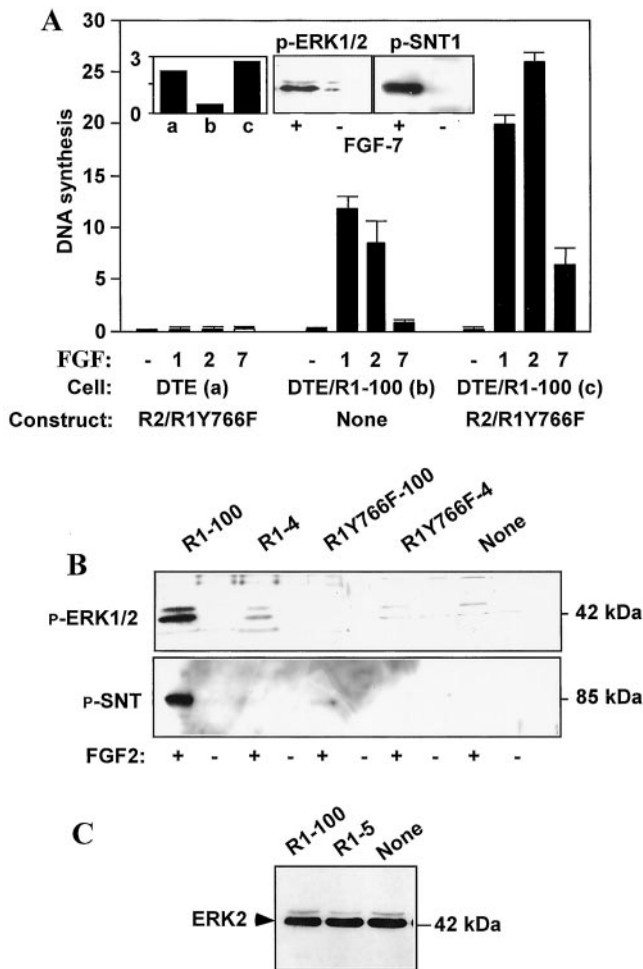 A
30
25
20
15
10
5
0
DNA synthesis
3
0
a b c
p-ERK1/2 p-SNT1
+ - + -
FGF-7
FGF: - 1 2 7 - 1 2 7 - 1 2 7
Cell: DTE (a) DTE/R1-100 (b) DTE/R1-100 (c)
Construct: R2/R1Y766F None R2/R1Y766F
B
R1-100 R1-4 R1Y766F-100 R1Y766F-4 None
P-ERK1/2 42 kDa
P-SNT 85 kDa
FGF2: + - + - + - + - + -
C
R1-100 R1-5 None
ERK2 42 kDa